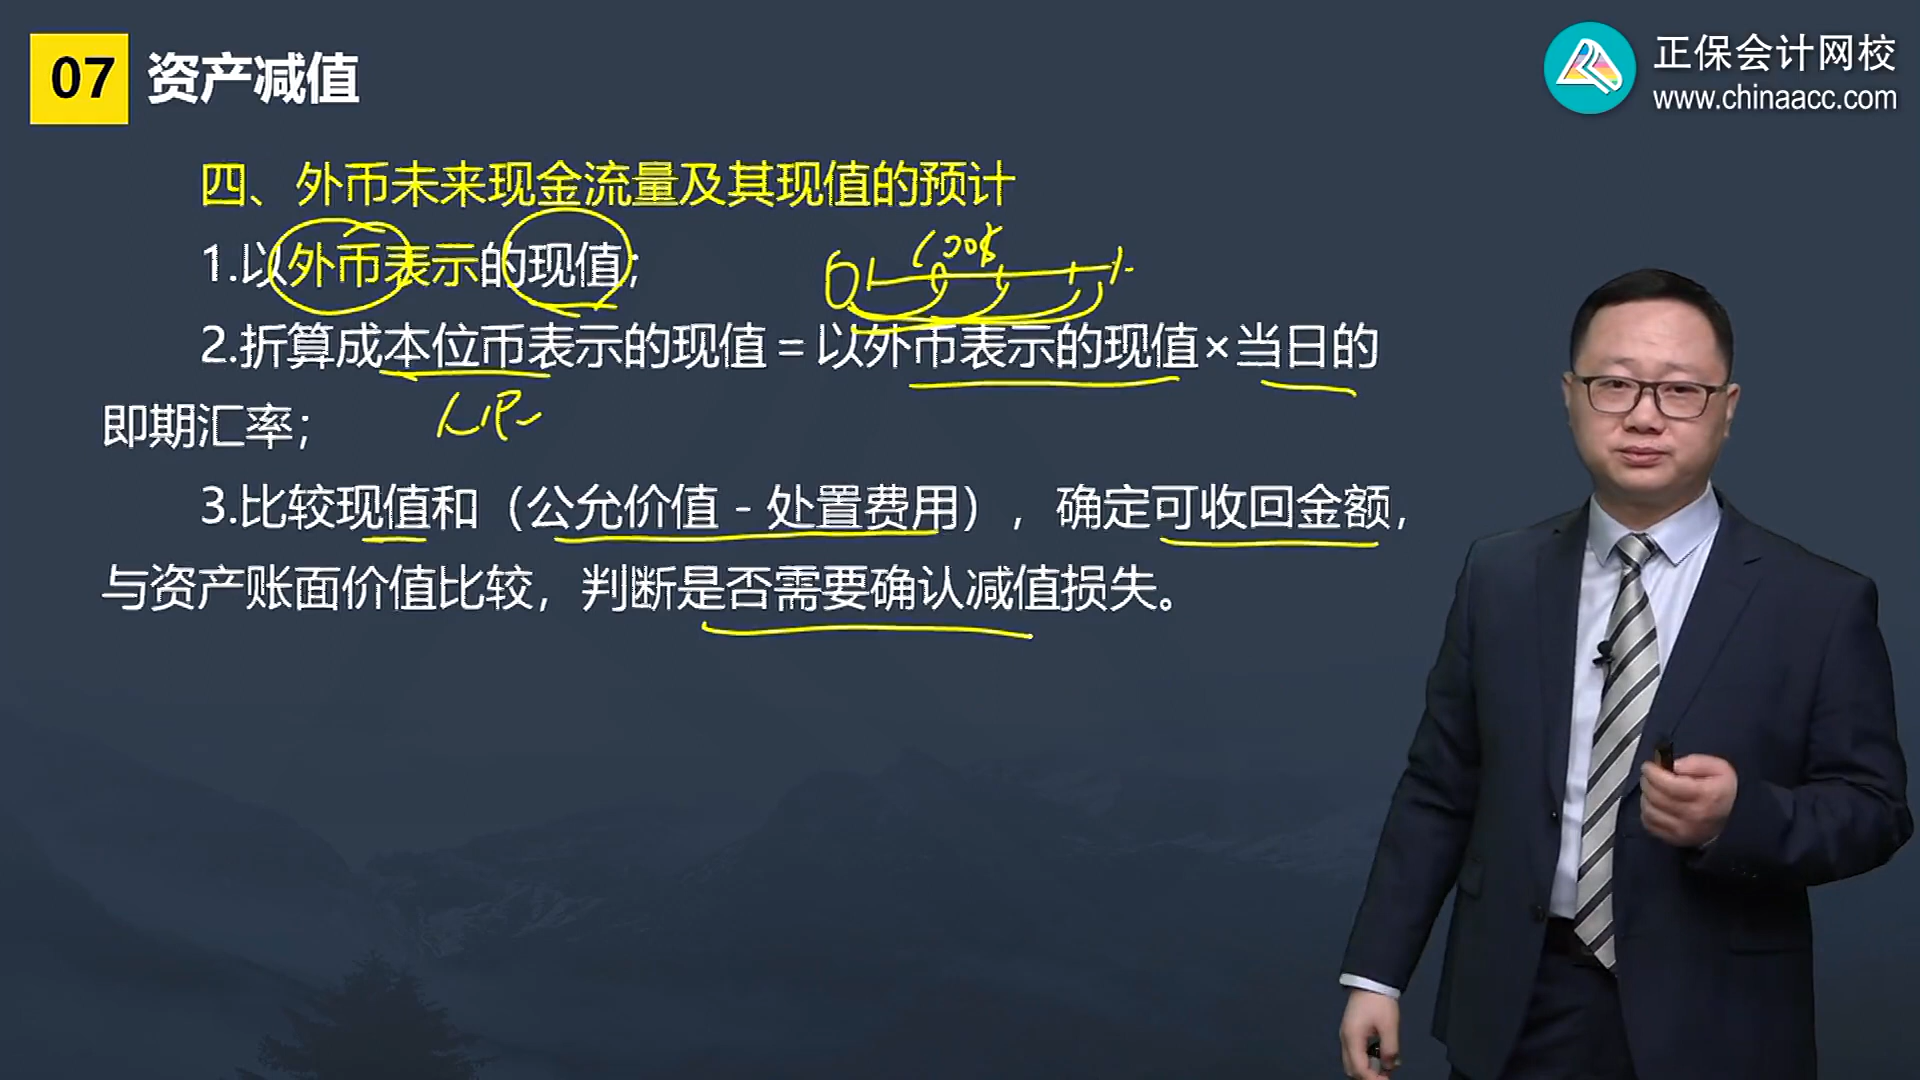 07 资产减值
正保会计网校
www.chinaacc.com
四、外币未来现金流量及其现值的预计
1.以外币表示的现值；
2.折算成本位币表示的现值＝以外币表示的现值×当日的
即期汇率；
3.比较现值和（公允价值－处置费用），确定可收回金额，
与资产账面价值比较，判断是否需要确认减值损失。